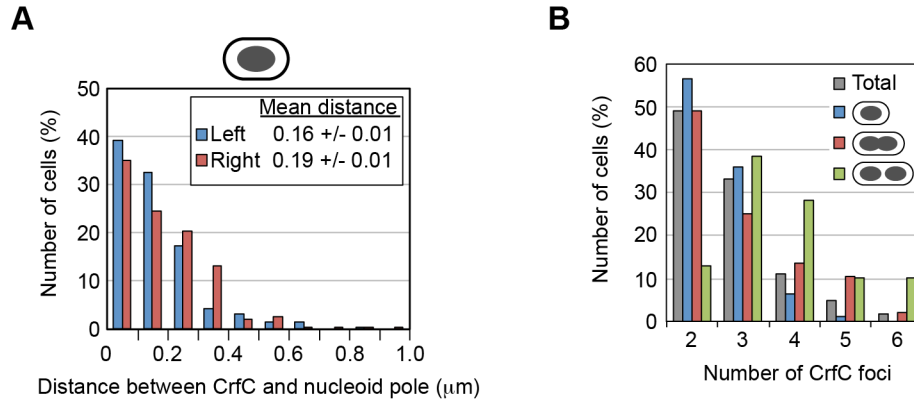 A
Mean distance
Left 0.16 +/- 0.01
Right 0.19 +/- 0.01
Number of cells (%)
50
40
30
20
10
0
0 0.2 0.4 0.6 0.8 1.0
Distance between CrfC and nucleoid pole (μm)
B
Total
Number of cells (%)
60
50
40
30
20
10
0
2 3 4 5 6
Number of CrfC foci